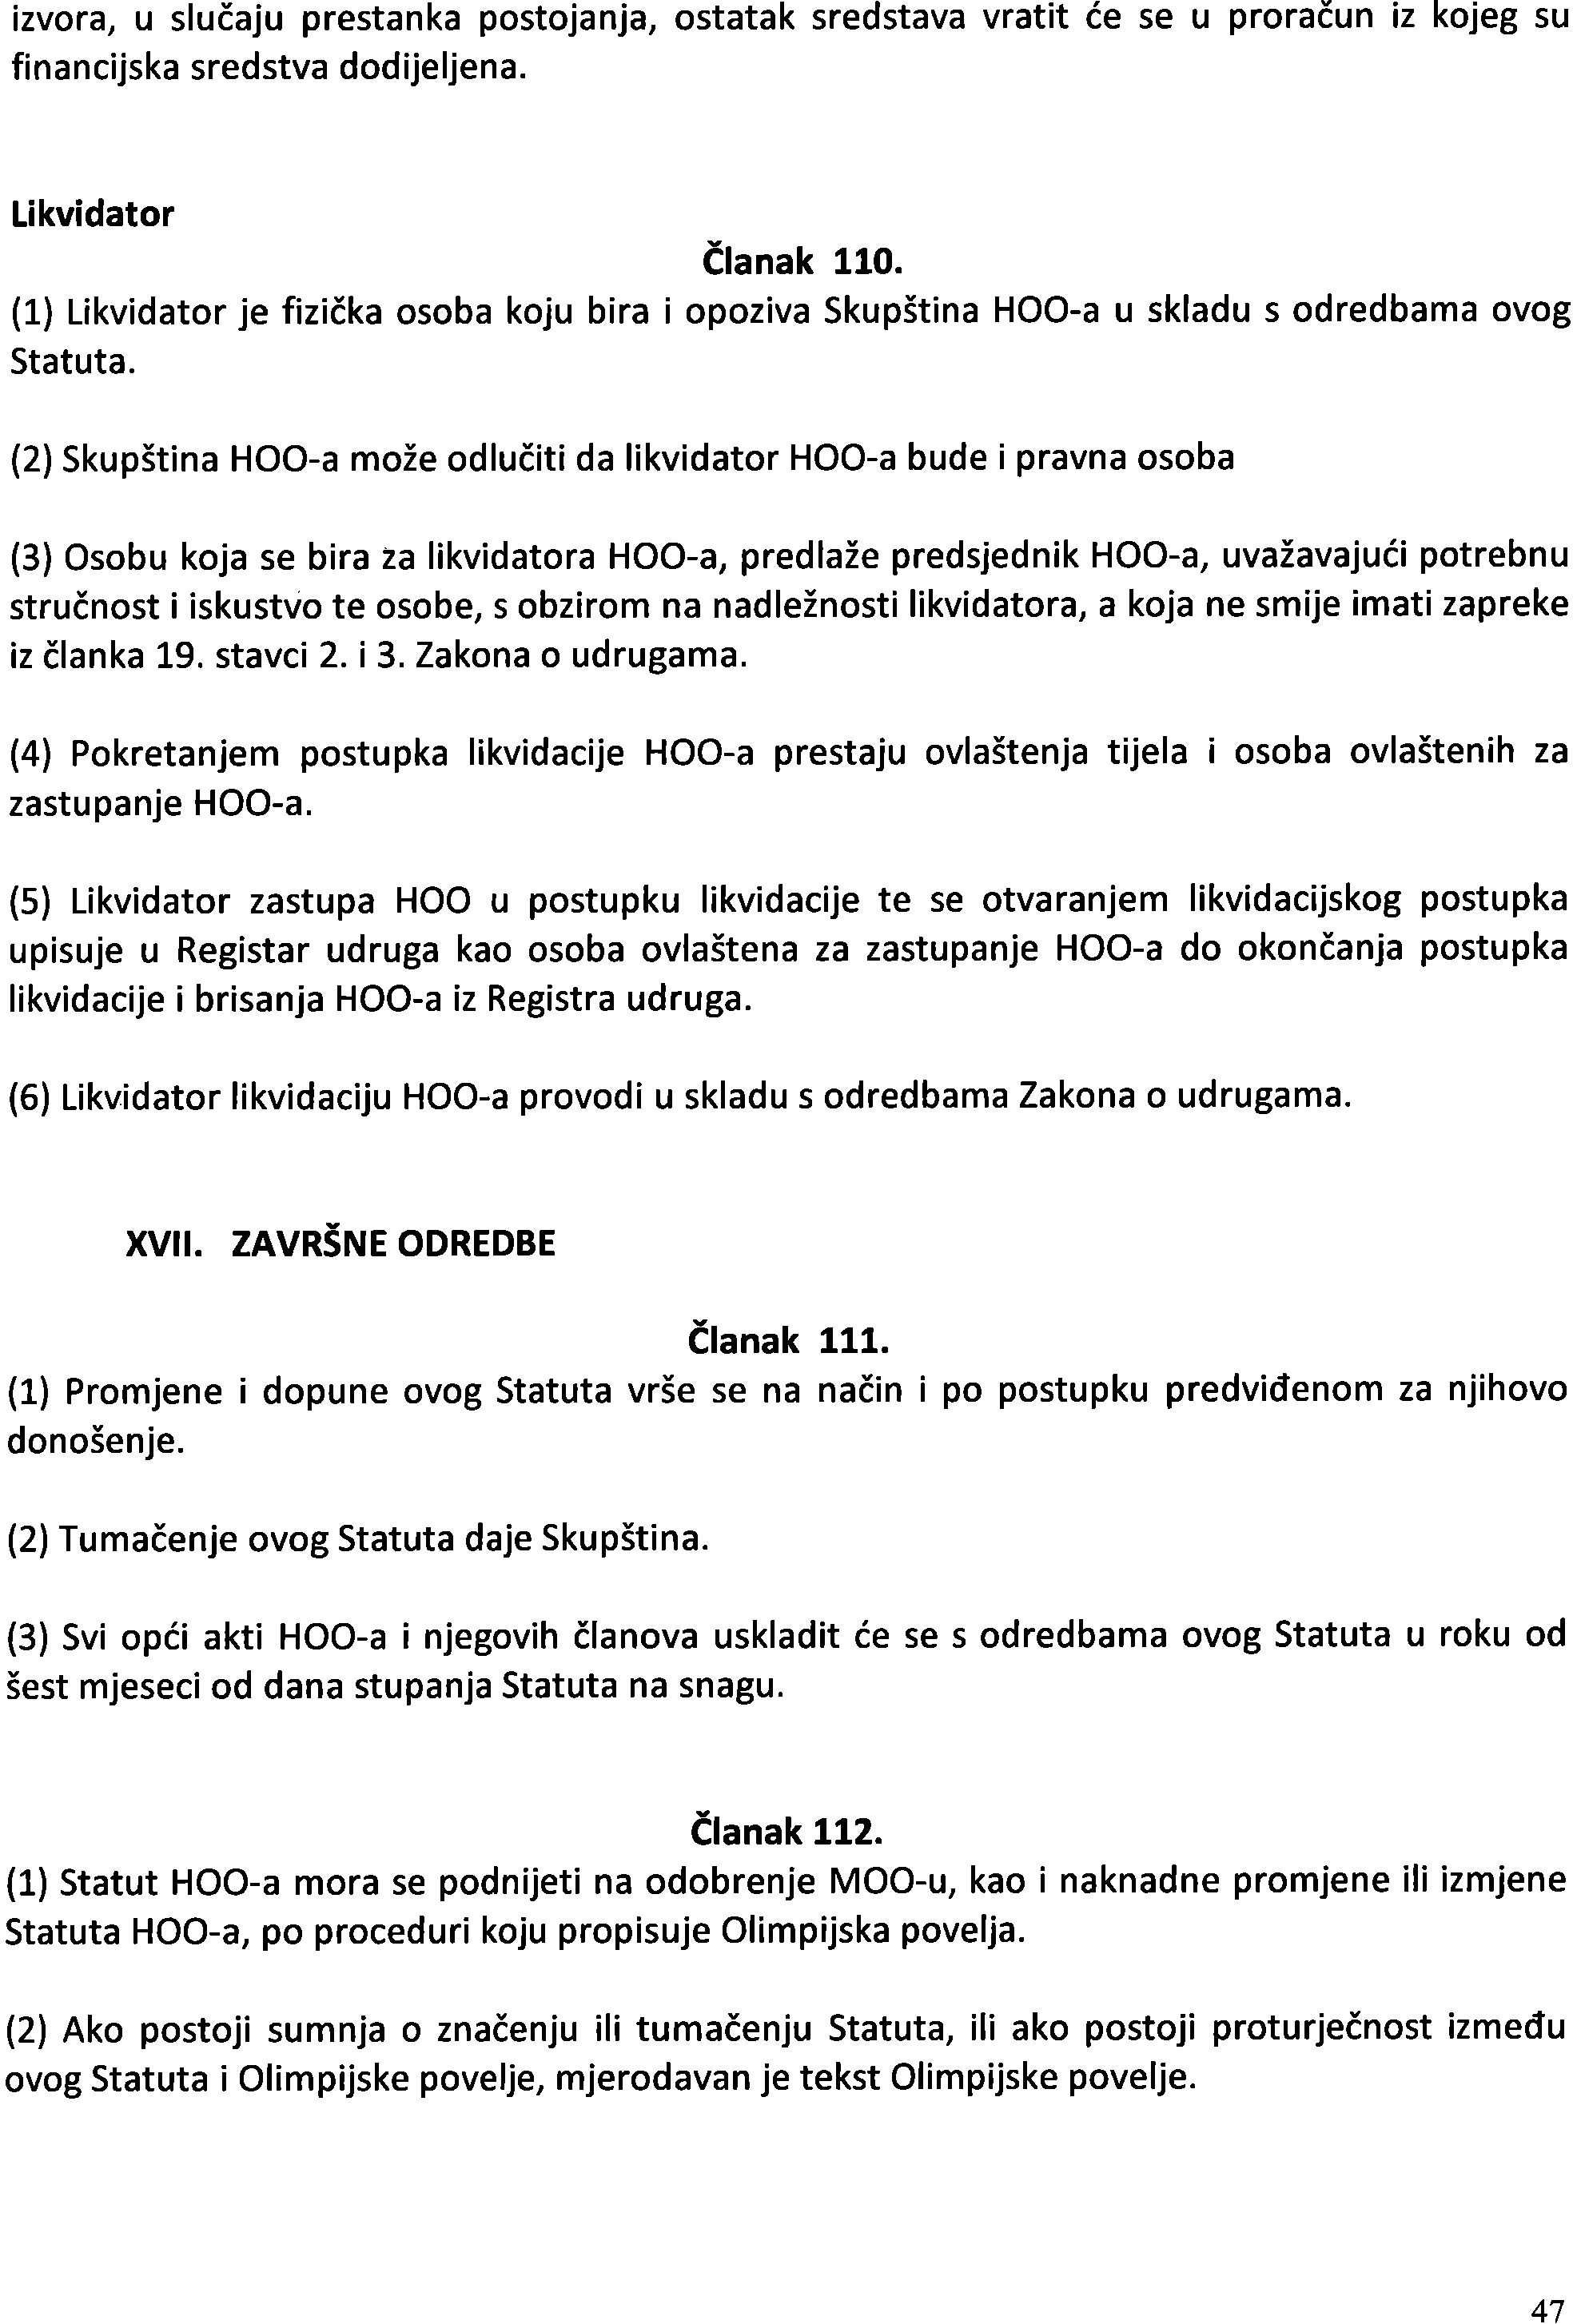 izvora, u slučaju prestanka postojanja, ostatak sredstava vratit će se u proračun iz kojeg su
financijska sredstva dodijeljena.
Likvidator
Članak 110.
(1) Likvidator je fizička osoba koju bira i opoziva Skupština HOO-a u skladu s odredbama ovog
Statuta.
(2) Skupština HOO-a može odlučiti da likvidator HOO-a bude i pravna osoba
(3) Osobu koja se bira za likvidatora HOO-a, predlaže predsjednik HOO-a, uvažavajući potrebnu
stručnost i iskustvo te osobe, s obzirom na nadležnosti likvidatora, a koja ne smije imati zapreke
iz članka 19. stavci 2. i 3. Zakona o udrugama.
(4) Pokretanjem postupka likvidacije HOO-a prestaju ovlaštenja tijela i osoba ovlaštenih za
zastupanje HOO-a.
(5) Likvidator zastupa HOO u postupku likvidacije te se otvaranjem likvidacijskog postupka
upisuje u Registar udruga kao osoba ovlaštena za zastupanje HOO-a do okončanja postupka
likvidacije i brisanja HOO-a iz Registra udruga.
(6) Likvidator likvidaciju HOO-a provodi u skladu s odredbama Zakona o udrugama.
XVII. ZAVRŠNE ODREDBE
Članak 111.
(1) Promjene i dopune ovog Statuta vrše se na način i po postupku predviđenom za njihovo
donošenje.
(2) Tumačenje ovog Statuta daje Skupština.
(3) Svi opći akti HOO-a i njegovih članova uskladit će se s odredbama ovog Statuta u roku od
šest mjeseci od dana stupanja Statuta na snagu.
Članak 112.
(1) Statut HOO-a mora se podnijeti na odobrenje MOO-u, kao i naknadne promjene ili izmjene
Statuta HOO-a, po proceduri koju propisuje Olimpijska povelja.
(2) Ako postoji sumnja o značenju ili tumačenju Statuta, ili ako postoji proturječnost između
ovog Statuta i Olimpijske povelje, mjerodavan je tekst Olimpijske povelje.
47